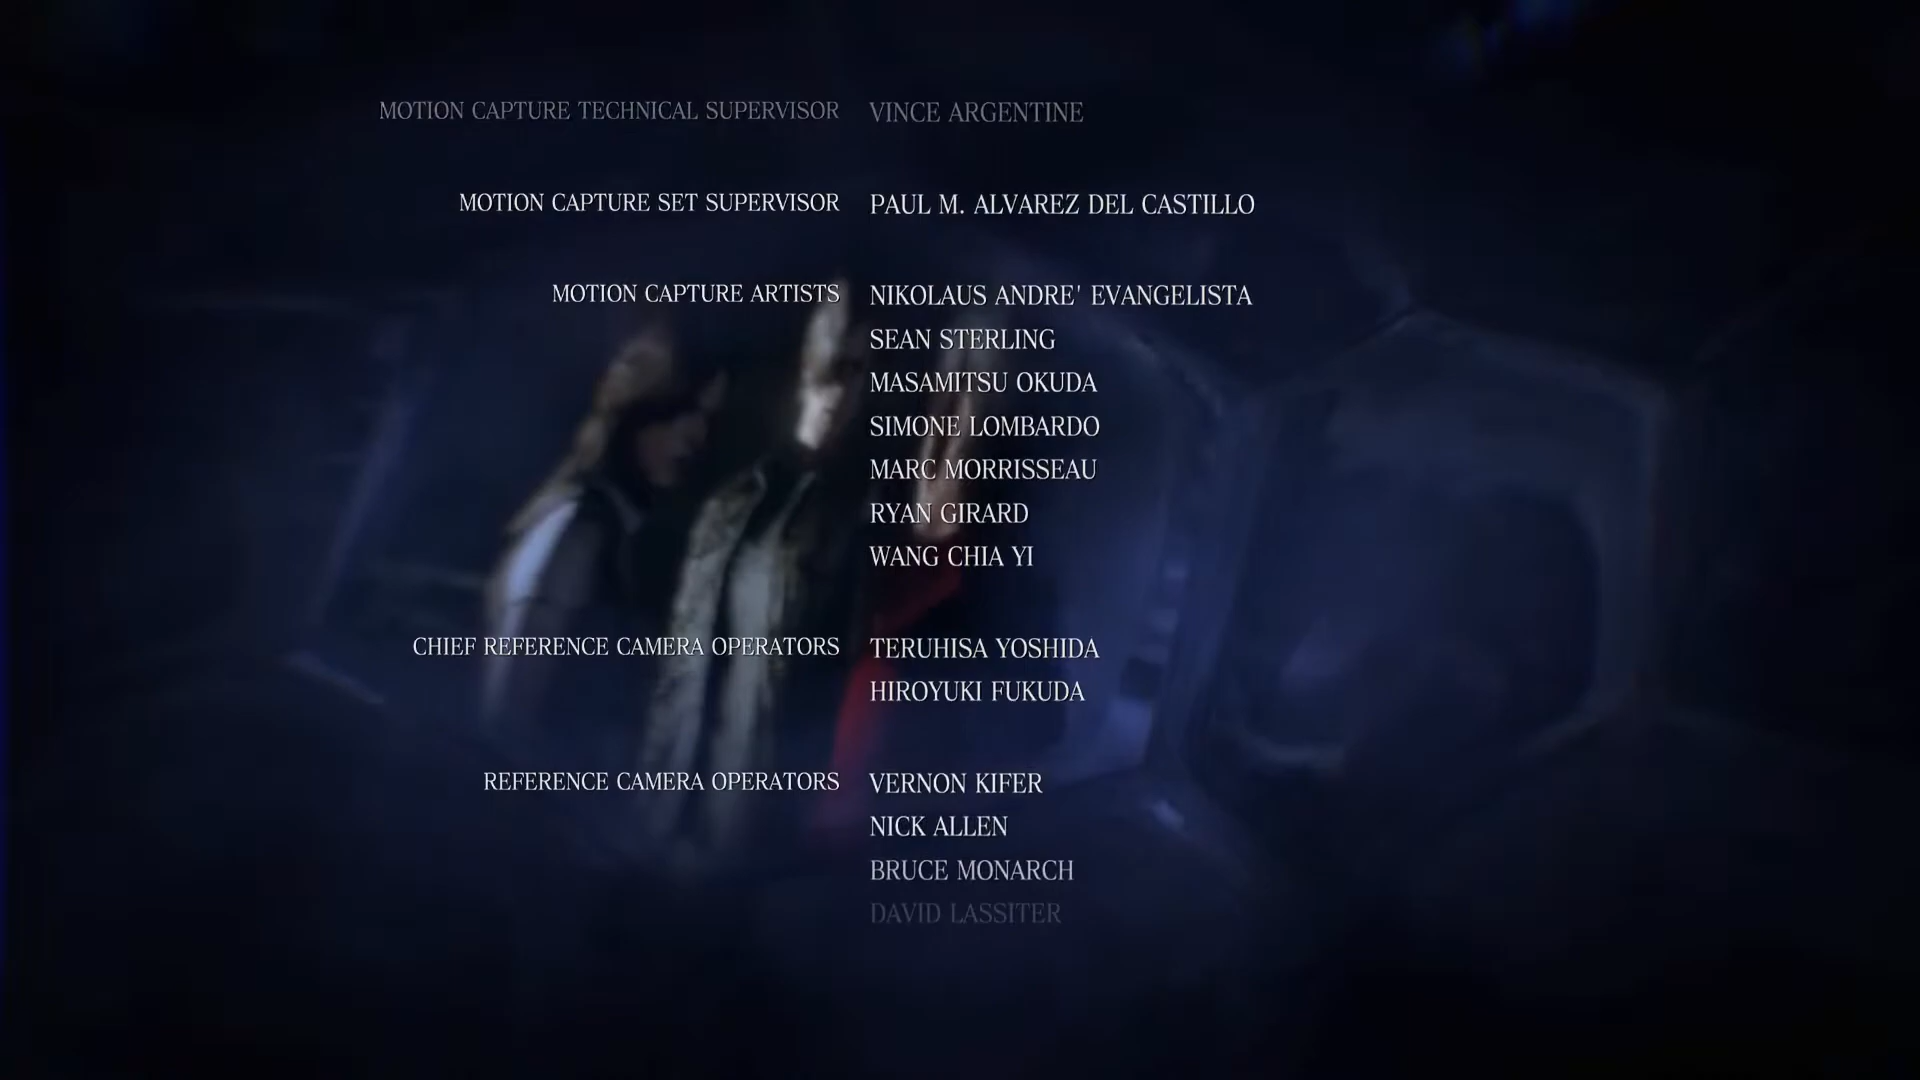 MOTION CAPTURE TECHNICAL SUPERVISOR VINCE ARGENTINE
MOTION CAPTURE SET SUPERVISOR PAUL M. ALVAREZ DEL CASTILLO
MOTION CAPTURE ARTISTS NIKOLAUS ANDRE' EVANGELISTA
SEAN STERLING
MASAMITSU OKUDA
SIMONE LOMBARDO
MARC MORRISSEAU
RYAN GIRARD
WANG CHIA YI
CHIEF REFERENCE CAMERA OPERATORS TERUHISA YOSHIDA
HIROYUKI FUKUDA
REFERENCE CAMERA OPERATORS VERNON KIFER
NICK ALLEN
BRUCE MONARCH
DAVID LASSITER